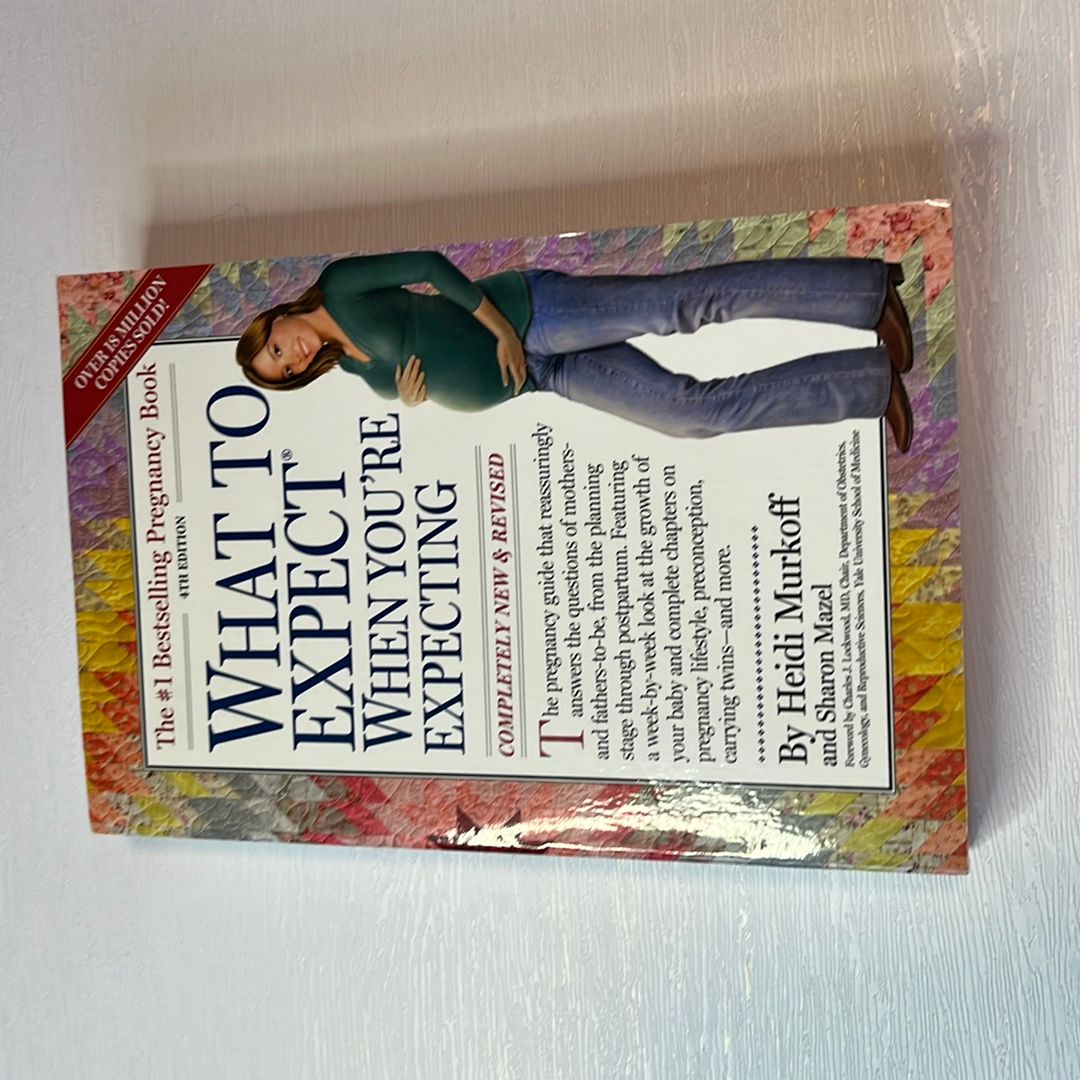 OVER 18 MILLION
COPIES SOLD!
The #1 Bestselling Pregnancy Book
4TH EDITION
WHAT TO
EXPECT®
WHEN YOU'RE
EXPECTING
COMPLETELY NEW & REVISED
The pregnancy guide that reassuringly
answers the questions of mothers-
and fathers-to-be, from the planning
stage through postpartum. Featuring
a week-by-week look at the growth of
your baby and complete chapters on
pregnancy lifestyle, preconception,
carrying twins—and more.
By Heidi Murkoff
and Sharon Mazel
Foreword by Charles J. Lockwood, MD, Chair, Department of Obstetrics,
Gynecology, and Reproductive Sciences, Yale University School of Medicine